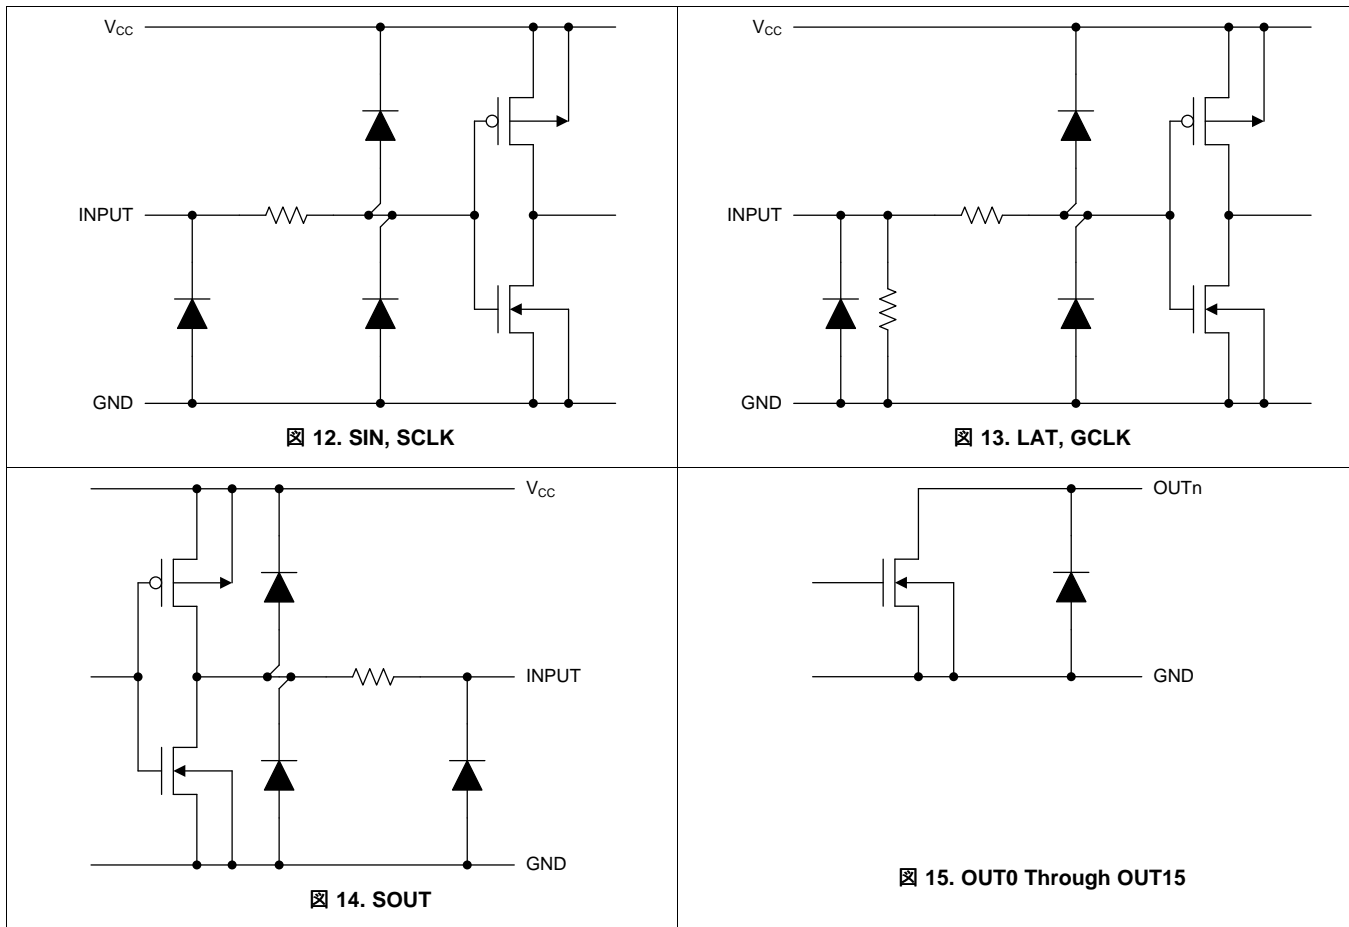 VCC
INPUT
GND
図 12. SIN, SCLK
VCC
INPUT
GND
図 13. LAT, GCLK
VCC
INPUT
GND
図 14. SOUT
OUTn
GND
図 15. OUT0 Through OUT15